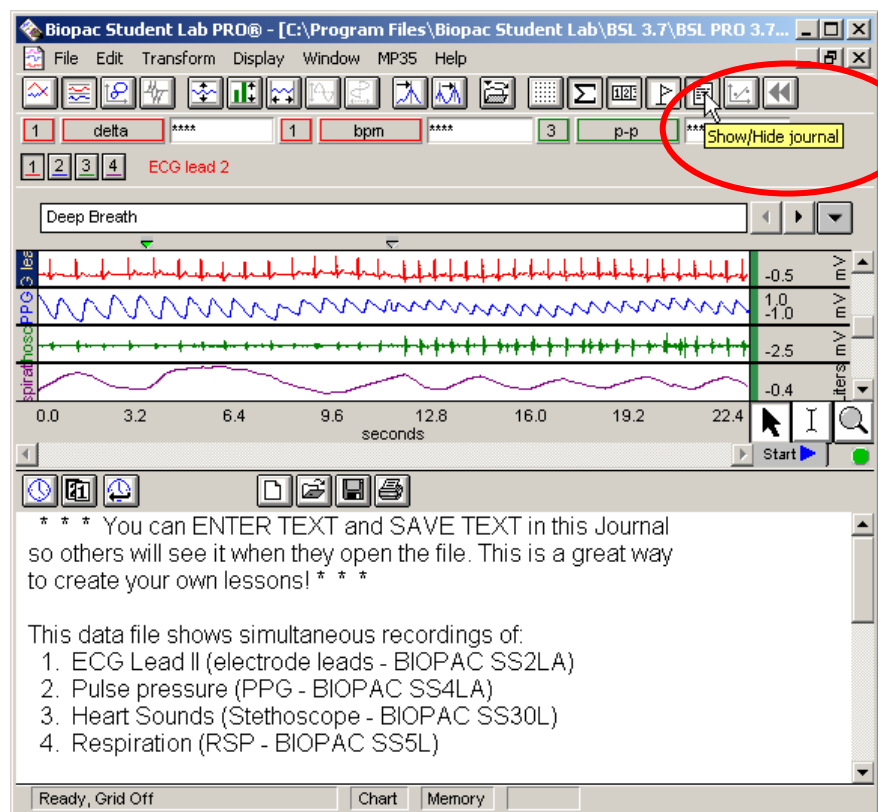 Biopac Student Lab PRO® - [C:\Program Files\Biopac Student Lab\BSL 3.7\BSL PRO 3.7...
File Edit Transform Display Window MP35 Help
Show/Hide journal
1 delta **** 1 bpm **** 3 p-p
1 2 3 4 ECG lead 2
Deep Breath
-0.5 mV
PPG 1.0 -1.0 mV
-2.5 mV
-0.4
0.0 3.2 6.4 9.6 12.8 16.0 19.2 22.4
seconds
Start
* * * You can ENTER TEXT and SAVE TEXT in this Journal
so others will see it when they open the file. This is a great way
to create your own lessons! * * *
This data file shows simultaneous recordings of:
1. ECG Lead II (electrode leads - BIOPAC SS2LA)
2. Pulse pressure (PPG - BIOPAC SS4LA)
3. Heart Sounds (Stethoscope - BIOPAC SS30L)
4. Respiration (RSP - BIOPAC SS5L)
Ready, Grid Off Chart Memory